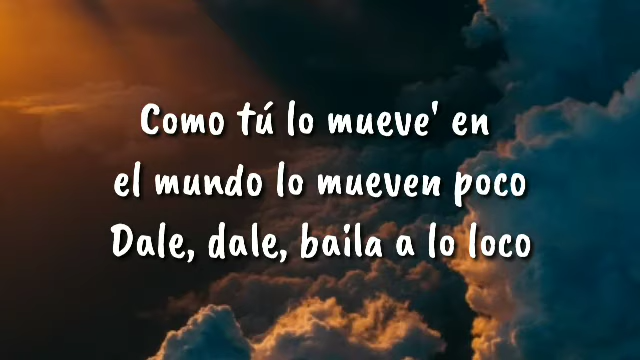 Como tú lo mueve' en
el mundo lo mueven poco
Dale, dale, baila a lo loco